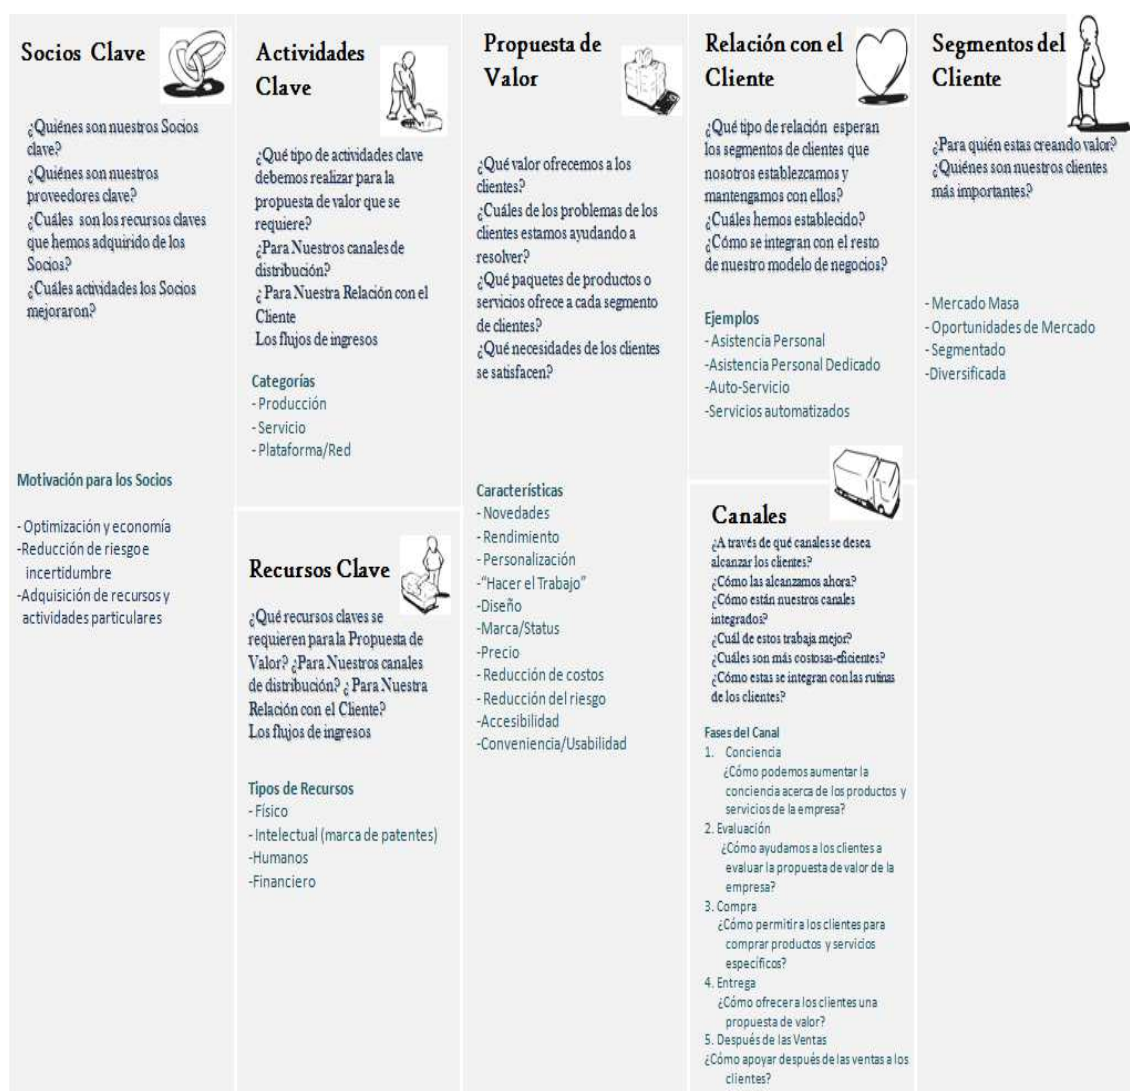 Socios Clave
¿Quiénes son nuestros Socios
clave?
¿Quiénes son nuestros
proveedores clave?
¿Cuáles son los recursos claves
que hemos adquirido de los
Socios?
¿Cuáles actividades los Socios
mejoraron?
Motivación para los Socios
- Optimización y economía
-Reducción de riesgo e
incertidumbre
-Adquisición de recursos y
actividades particulares
Actividades
Clave
¿Qué tipo de actividades clave
debemos realizar para la
propuesta de valor que se
requiere?
¿Para Nuestros canales de
distribución?
¿ Para Nuestra Relación con el
Cliente
Los flujos de ingresos
Categorías
- Producción
- Servicio
- Plataforma/Red
Recursos Clave
¿Qué recursos claves se
requieren para la Propuesta de
Valor? ¿Para Nuestros canales
de distribución? ¿ Para Nuestra
Relación con el Cliente?
Los flujos de ingresos
Tipos de Recursos
- Físico
- Intelectual (marca de patentes)
-Humanos
-Financiero
Propuesta de
Valor
¿Qué valor ofrecemos a los
clientes?
¿Cuáles de los problemas de los
clientes estamos ayudando a
resolver?
¿Qué paquetes de productos o
servicios ofrece a cada segmento
de clientes?
¿Qué necesidades de los clientes
se satisfacen?
Características
- Novedades
- Rendimiento
- Personalización
-“Hacer el Trabajo”
-Diseño
-Marca/Status
-Precio
- Reducción de costos
- Reducción del riesgo
-Accesibilidad
-Conveniencia/Usabilidad
Relación con el
Cliente
¿Qué tipo de relación esperan
los segmentos de clientes que
nosotros establezcamos y
mantengamos con ellos?
¿Cuáles hemos establecido?
¿Cómo se integran con el resto
de nuestro modelo de negocios?
Ejemplos
- Asistencia Personal
-Asistencia Personal Dedicado
-Auto-Servicio
-Servicios automatizados
Canales
¿A través de qué canales se desea
alcanzar los clientes?
¿Cómo las alcanzamos ahora?
¿Cómo están nuestros canales
integrados?
¿Cuál de estos trabaja mejor?
¿Cuáles son más costosas-eficientes?
¿Cómo estas se integran con las rutinas
de los clientes?
Fases del Canal
1. Conciencia
¿Cómo podemos aumentar la
conciencia acerca de los productos y
servicios de la empresa?
2. Evaluación
¿Cómo ayudamos a los clientes a
evaluar la propuesta de valor de la
empresa?
3. Compra
¿Cómo permitir a los clientes para
comprar productos y servicios
específicos?
4. Entrega
¿Cómo ofrecer a los clientes una
propuesta de valor?
5. Después de las Ventas
¿Cómo apoyar después de las ventas a los
clientes?
Segmentos del
Cliente
¿Para quién estas creando valor?
¿Quiénes son nuestros clientes
más importantes?
- Mercado Masa
- Oportunidades de Mercado
- Segmentado
-Diversificada